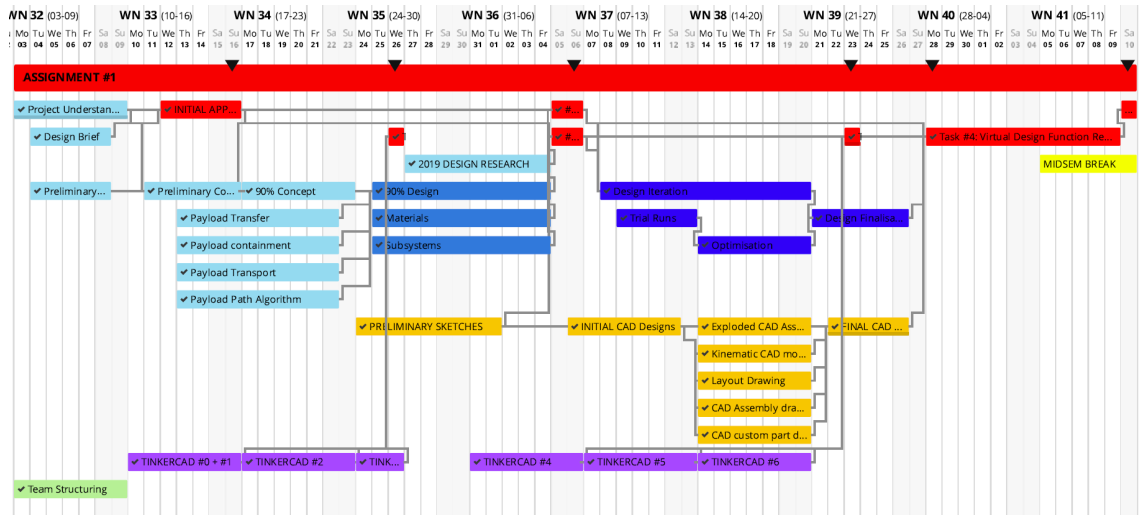 WN 32 (03-09) WN 33 (10-16) WN 34 (17-23) WN 35 (24-30) WN 36 (31-06) WN 37 (07-13) WN 38 (14-20) WN 39 (21-27) WN 40 (28-04) WN 41 (05-11)
Mo Tu We Th Fr Sa Su Mo Tu We Th Fr Sa Su Mo Tu We Th Fr Sa Su Mo Tu We Th Fr Sa Su Mo Tu We Th Fr Sa Su Mo Tu We Th Fr Sa Su Mo Tu We Th Fr Sa Su Mo Tu We Th Fr Sa Su Mo Tu We Th Fr Sa Su Mo Tu We Th Fr Sa
03 04 05 06 07 08 09 10 11 12 13 14 15 16 17 18 19 20 21 22 23 24 25 26 27 28 29 30 31 01 02 03 04 05 06 07 08 09 10 11 12 13 14 15 16 17 18 19 20 21 22 23 24 25 26 27 28 29 30 01 02 03 04 05 06 07 08 09 10
ASSIGNMENT #1
Project Understan... INITIAL APP... #... ...
Design Brief #... Task #4: Virtual Design Function Re...
2019 DESIGN RESEARCH MIDSEM BREAK
Preliminary... Preliminary Co... 90% Concept 90% Design Design Iteration
Payload Transfer Materials Trial Runs Design Finalisa...
Payload containment Subsystems Optimisation
Payload Transport
Payload Path Algorithm
PRELIMINARY SKETCHES INITIAL CAD Designs Exploded CAD Ass... FINAL CAD ...
Kinematic CAD mo...
Layout Drawing
CAD Assembly dra...
CAD custom part d...
TINKERCAD #0 + #1 TINKERCAD #2 TINK... TINKERCAD #4 TINKERCAD #5 TINKERCAD #6
Team Structuring